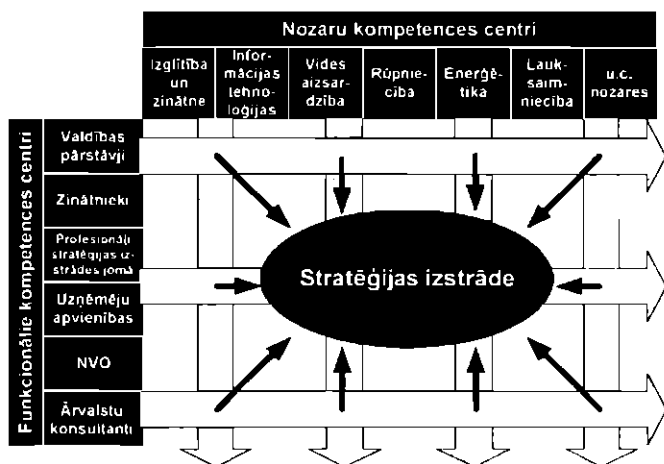 Nozaru kompetences centri
Izglītība
un
zinātne
Infor-
mācijas
tehno-
loģijas
Vides
aizsar-
dzība
Rūpnie-
cība
Enerģē-
tika
Lauk-
saim-
niecība
u.c.
nozares
Funkcionālie kompetences centri
Valdības
pārstāvji
Zinātnieki
Profesionāļi
stratēģijas iz-
strādes jomā
Uzņēmēju
apvienības
NVO
Ārvalstu
konsultanti
Stratēģijas izstrāde